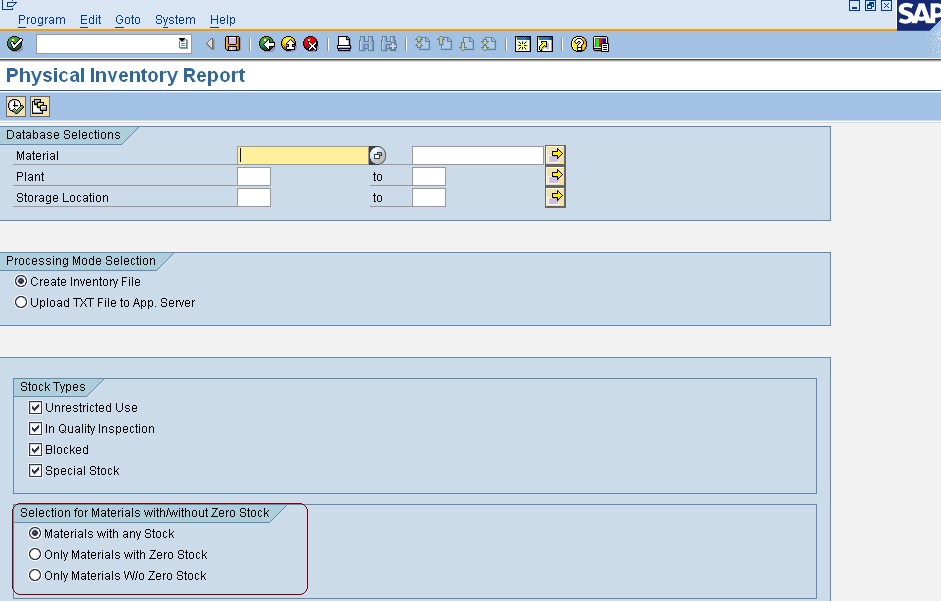 Program Edit Goto System Help
SAP
Physical Inventory Report
Database Selections
Material
Plant to
Storage Location to
Processing Mode Selection
Create Inventory File
Upload TXT File to App. Server
Stock Types
Unrestricted Use
In Quality Inspection
Blocked
Special Stock
Selection for Materials with/without Zero Stock
Materials with any Stock
Only Materials with Zero Stock
Only Materials W/o Zero Stock